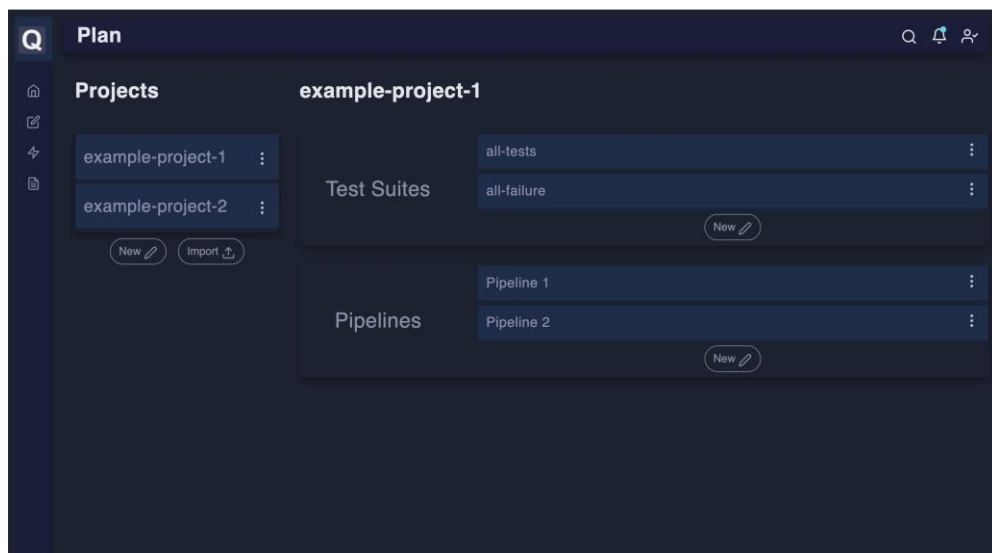 Q
Plan
Projects
example-project-1
example-project-2
New
Import
example-project-1
Test Suites
all-tests
all-failure
New
Pipelines
Pipeline 1
Pipeline 2
New